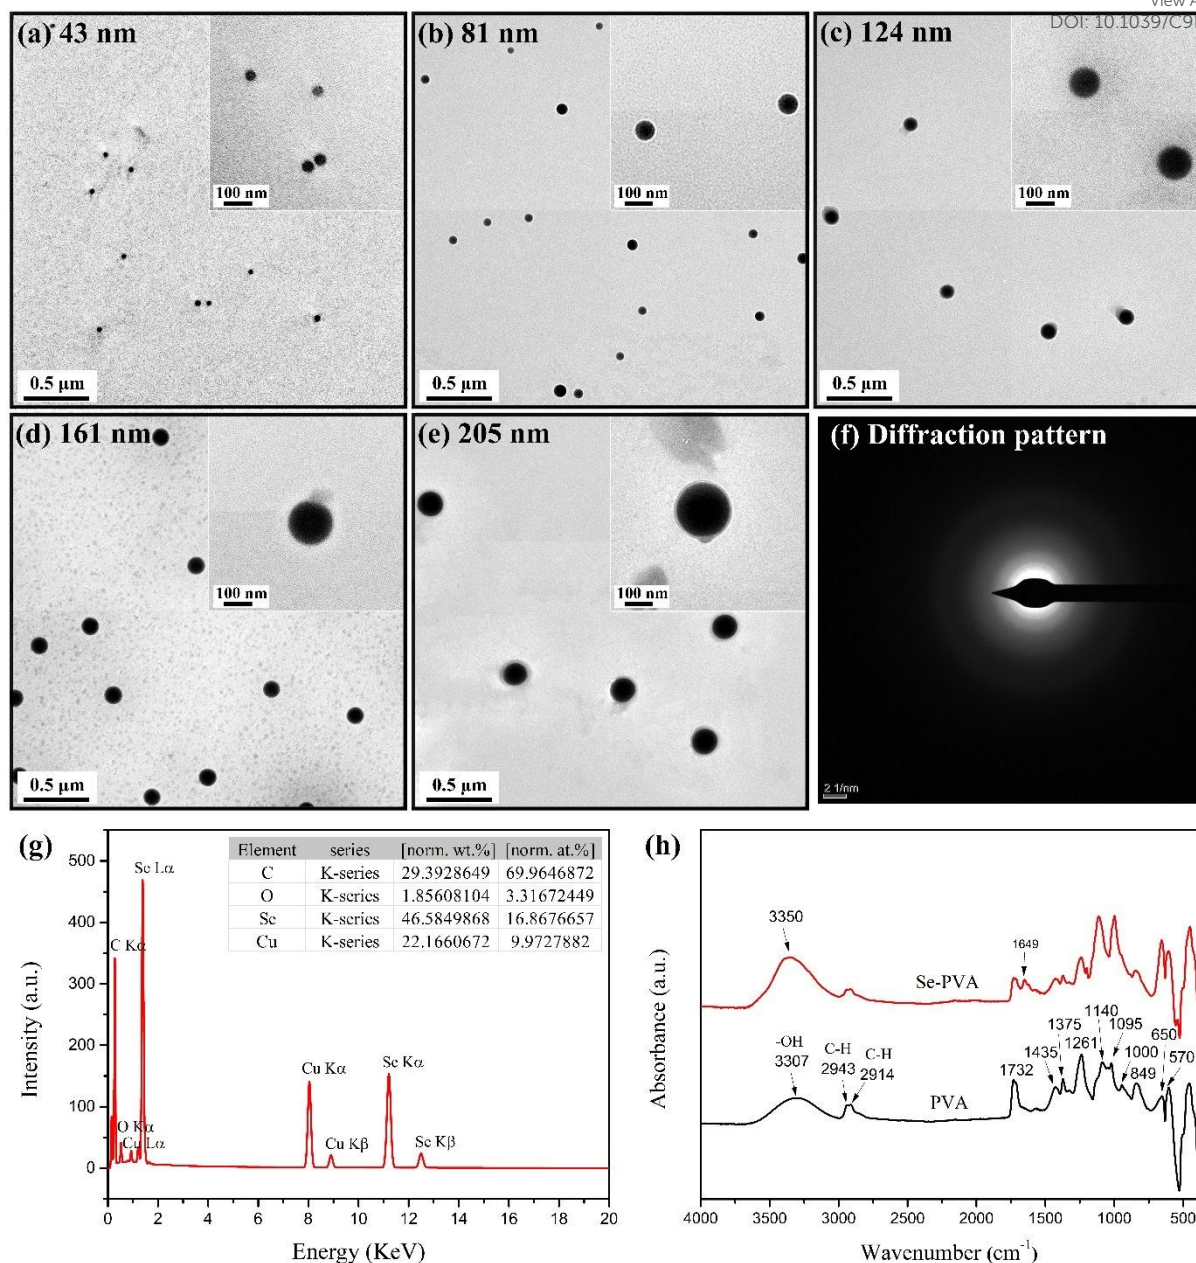 View A
DOI: 10.1039/C9
(a) 43 nm
100 nm
0.5 μm
(b) 81 nm
100 nm
0.5 μm
(c) 124 nm
100 nm
0.5 μm
(d) 161 nm
100 nm
0.5 μm
(e) 205 nm
100 nm
0.5 μm
(f) Diffraction pattern
2 1/nm
(g)
Element series [norm. wt.%] [norm. at.%]
C K-series 29.3928649 69.9646872
O K-series 1.85608104 3.31672449
Se K-series 46.5849868 16.8676657
Cu K-series 22.1660672 9.9727882
Se Lα
C Kα
O Kα
Cu Lα
Cu Kα
Cu Kβ
Se Kα
Se Kβ
500
400
300
200
100
0
Intensity (a.u.)
0 2 4 6 8 10 12 14 16 18 20
Energy (KeV)
(h)
3350
1649
Se-PVA
-OH
3307
C-H
2943
C-H
2914
1732
1435
1375
1261
1140
1095
1000
849
650
570
PVA
Absorbance (a.u.)
4000 3500 3000 2500 2000 1500 1000 500
Wavenumber (cm⁻¹)